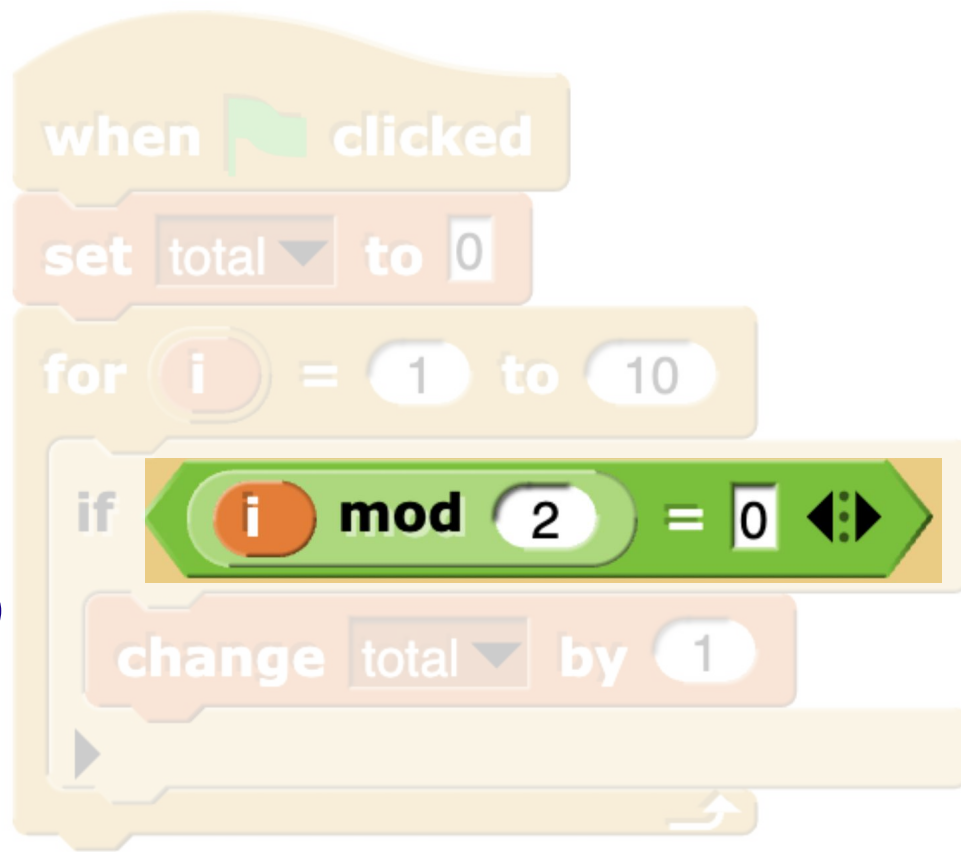 when clicked
set total to 0
for i = 1 to 10
if i mod 2 = 0
change total by 1